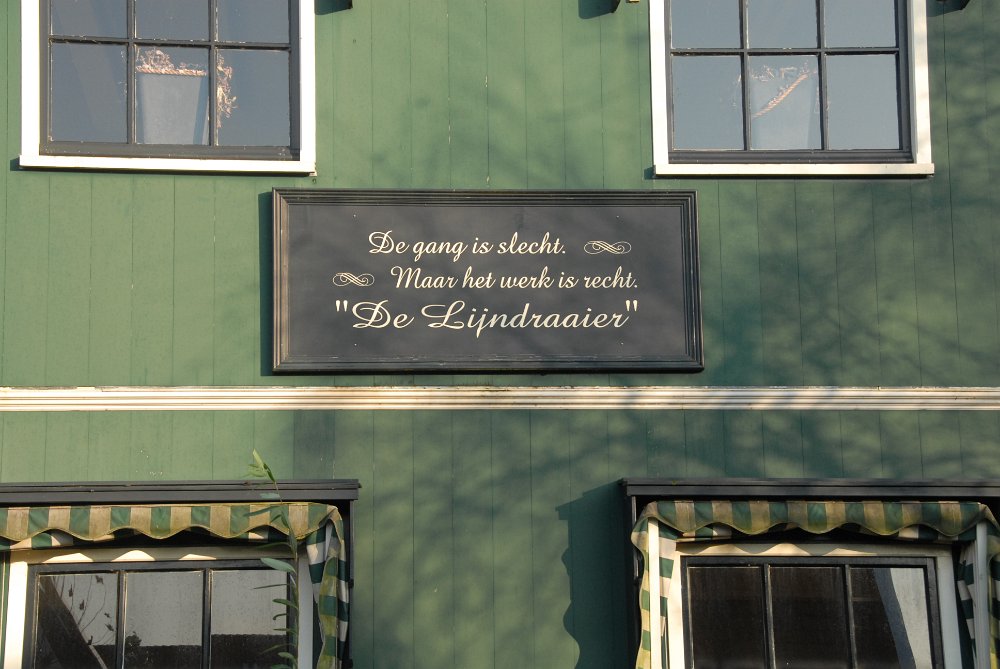 De gang is slecht.
Maar het werk is recht.
"De Lijndraaier"